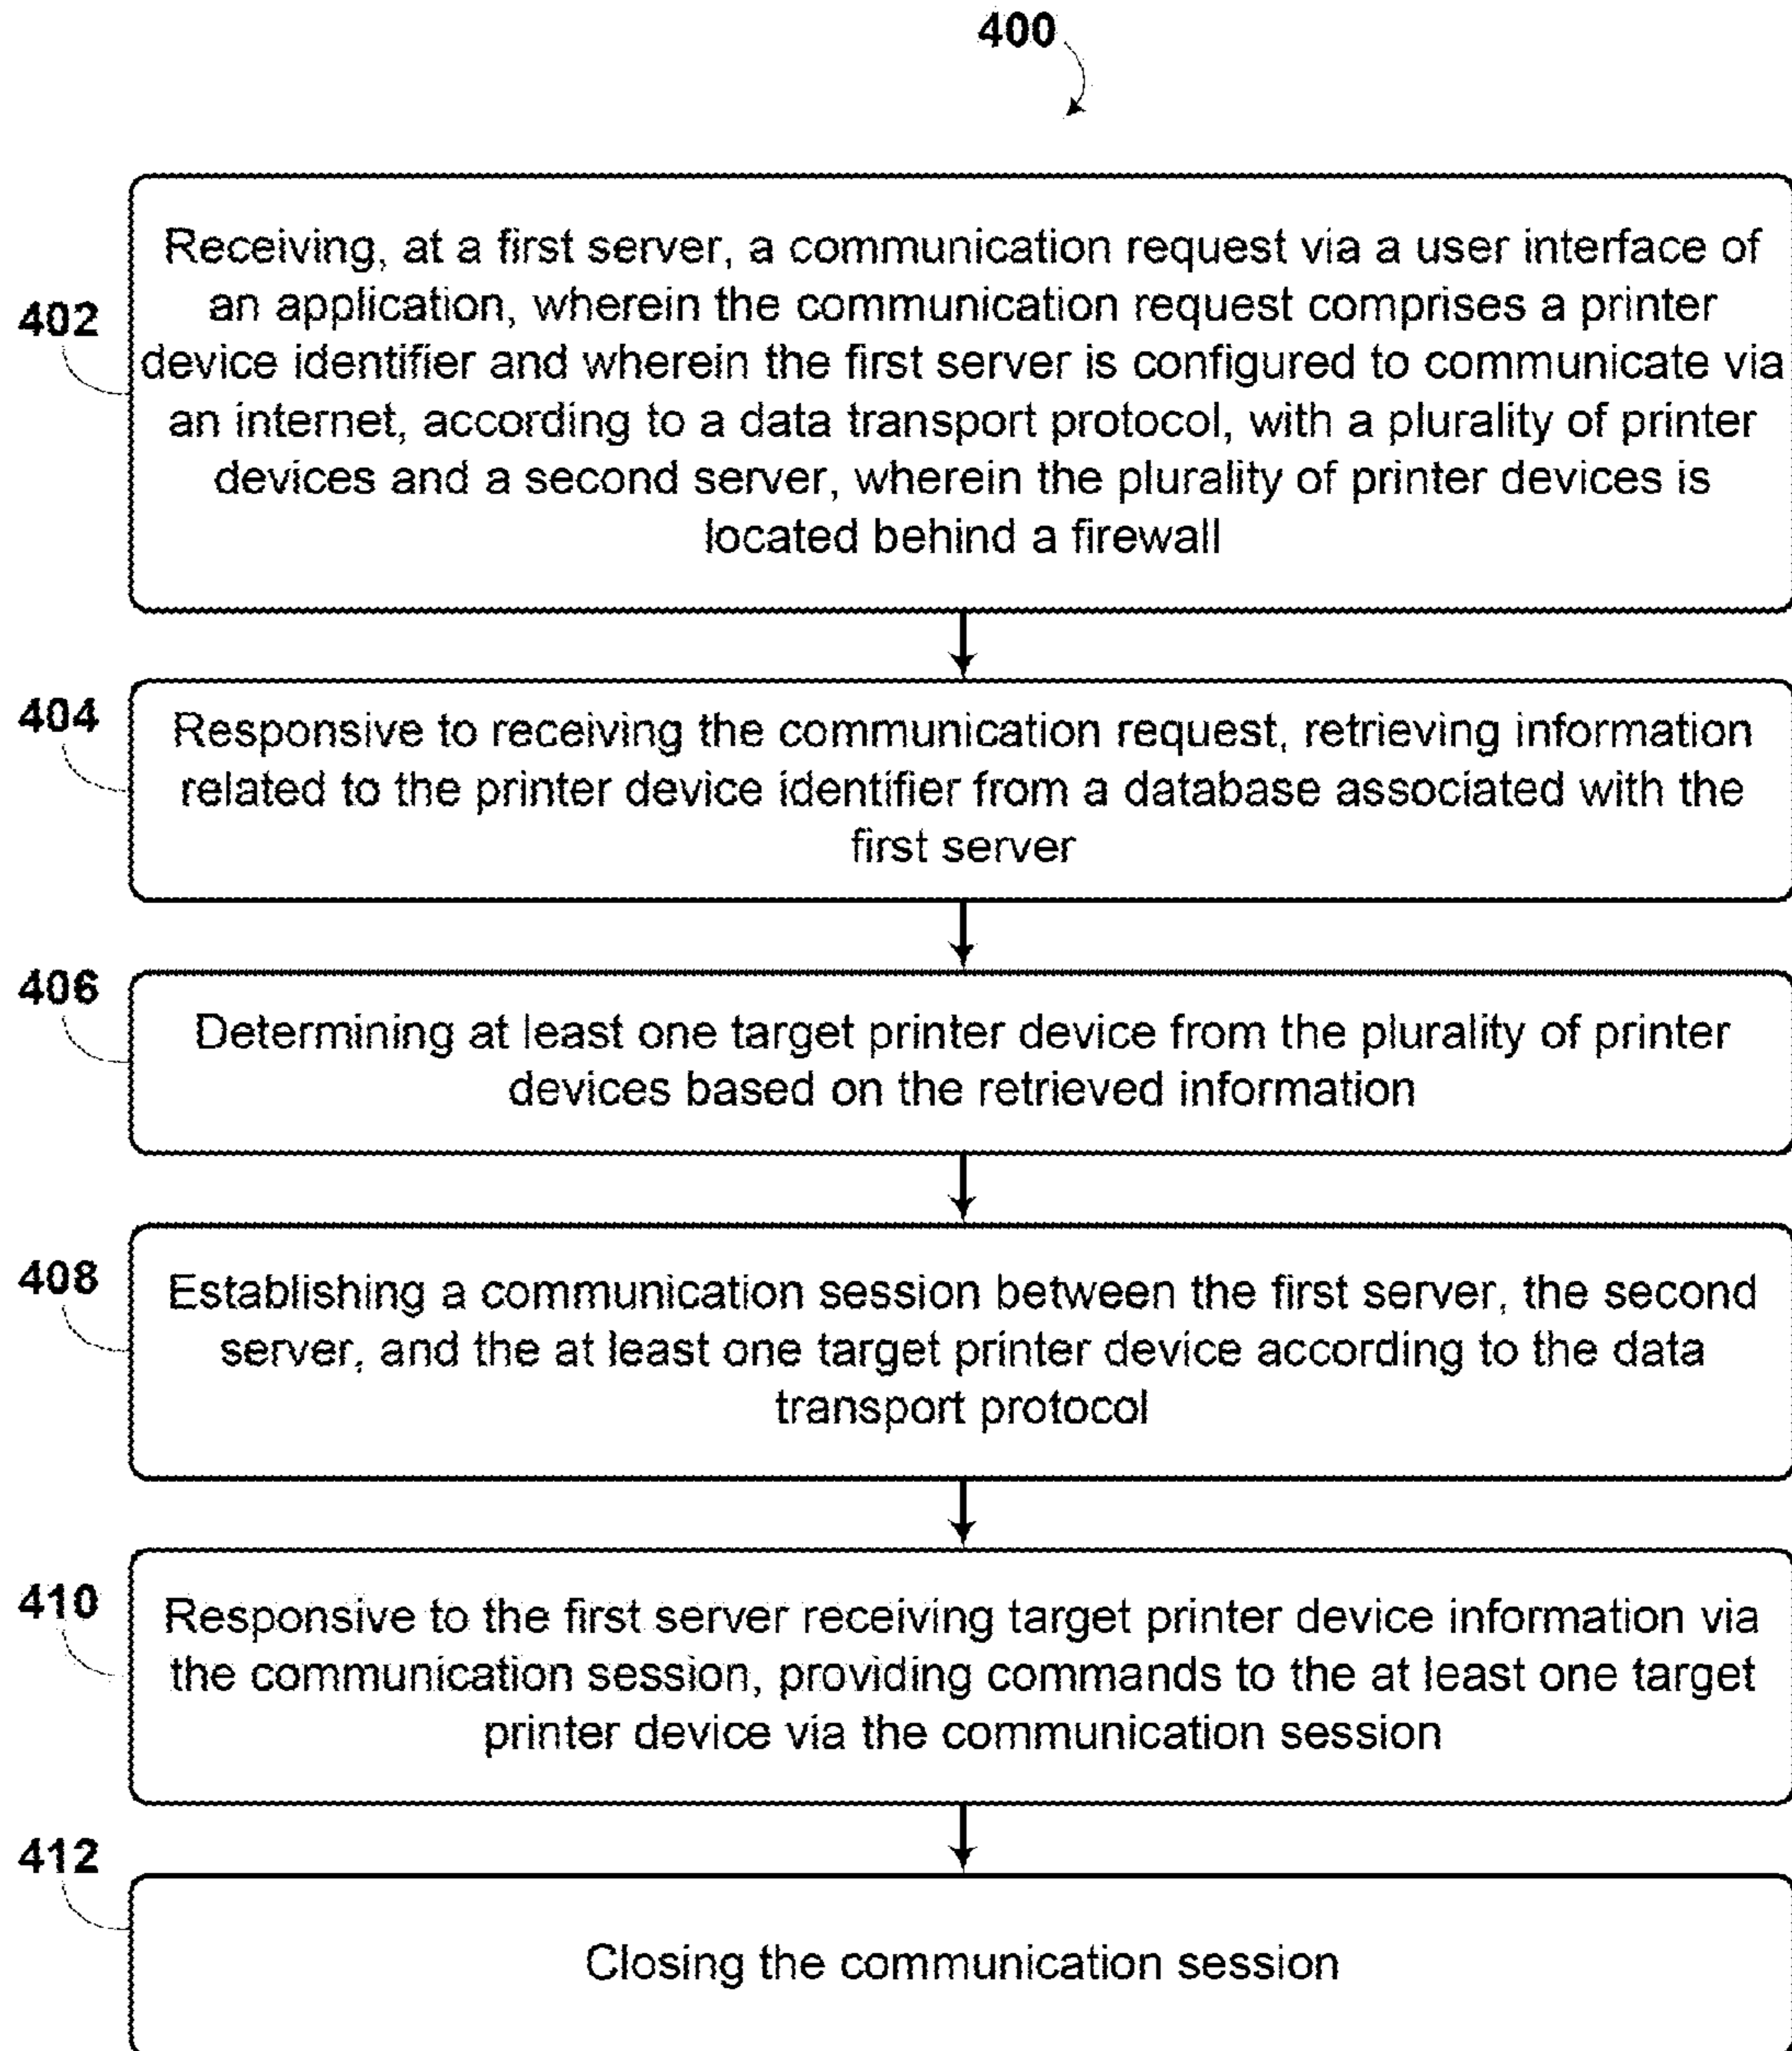 400
402
Receiving, at a first server, a communication request via a user interface of
an application, wherein the communication request comprises a printer
device identifier and wherein the first server is configured to communicate via
an internet, according to a data transport protocol, with a plurality of printer
devices and a second server, wherein the plurality of printer devices is
located behind a firewall
404
Responsive to receiving the communication request, retrieving information
related to the printer device identifier from a database associated with the
first server
406
Determining at least one target printer device from the plurality of printer
devices based on the retrieved information
408
Establishing a communication session between the first server, the second
server, and the at least one target printer device according to the data
transport protocol
410
Responsive to the first server receiving target printer device information via
the communication session, providing commands to the at least one target
printer device via the communication session
412
Closing the communication session